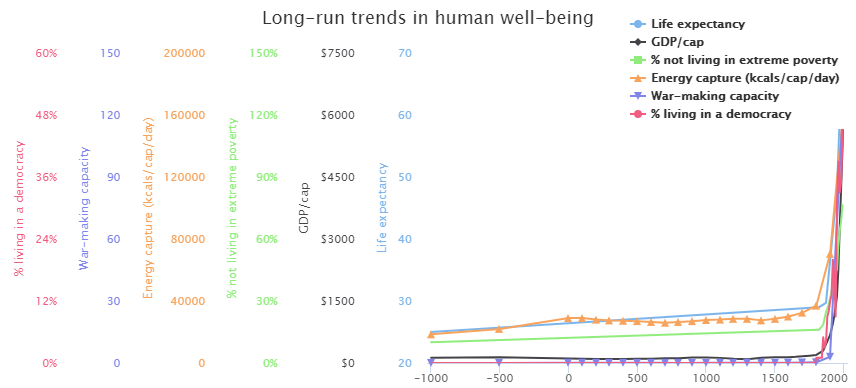 Long-run trends in human well-being
Life expectancy
GDP/cap
% not living in extreme poverty
Energy capture (kcals/cap/day)
War-making capacity
% living in a democracy
60% 150 200000 150% $7500 70
48% 120 160000 120% $6000 60
36% 90 120000 90% $4500 50
24% 60 80000 60% $3000 40
12% 30 40000 30% $1500 30
0% 0 0 0% $0 20
% living in a democracy
War-making capacity
Energy capture (kcals/cap/day)
% not living in extreme poverty
GDP/cap
Life expectancy
-1000 -500 0 500 1000 1500 2000